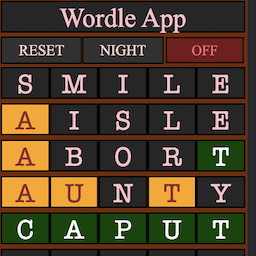 Wordle App
RESET NIGHT OFF
S M I L E
A I S L E
A B O R T
A U N T Y
C A P U T